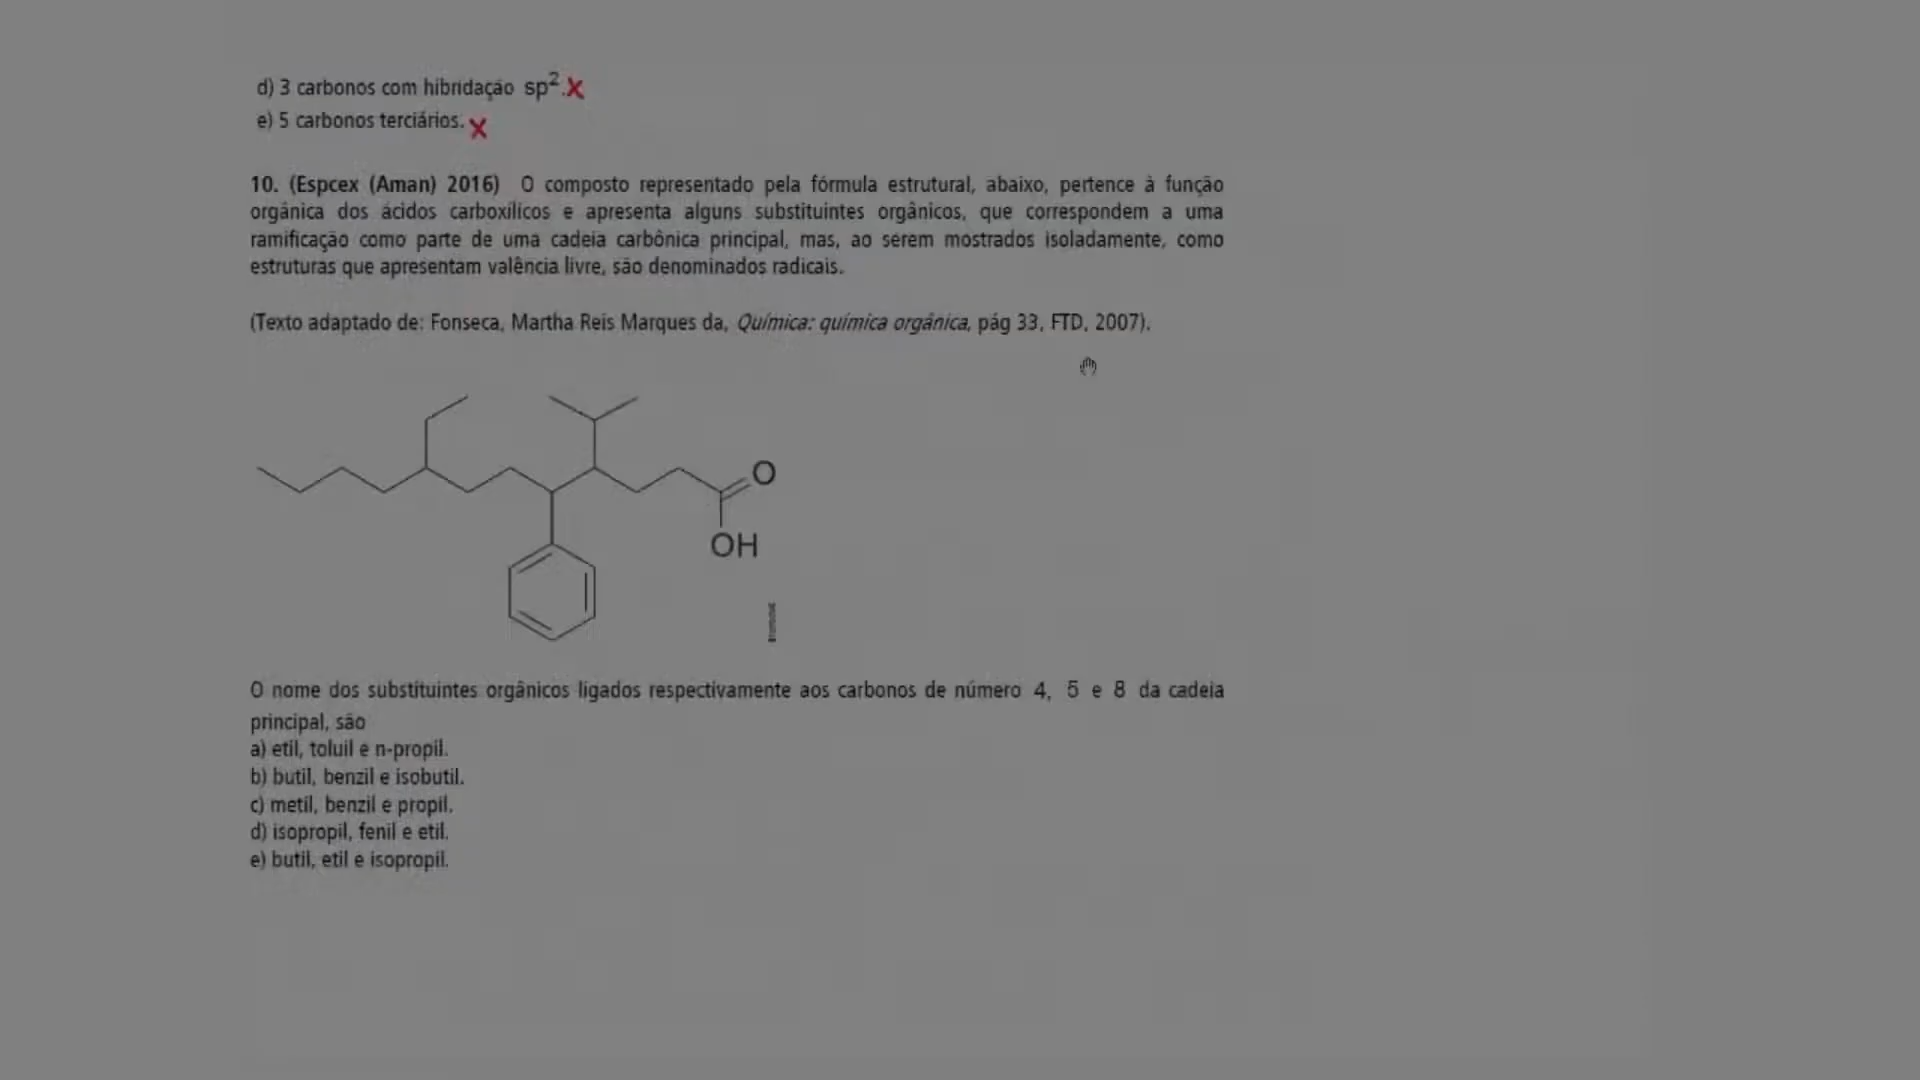 d) 3 carbonos com hibridação sp².X
e) 5 carbonos terciários. X
10. (Espcex (Aman) 2016) O composto representado pela fórmula estrutural, abaixo, pertence à função
orgânica dos ácidos carboxílicos e apresenta alguns substituintes orgânicos, que correspondem a uma
ramificação como parte de uma cadeia carbônica principal, mas, ao serem mostrados isoladamente, como
estruturas que apresentam valência livre, são denominados radicais.
(Texto adaptado de: Fonseca, Martha Reis Marques da, Química: química orgânica, pág 33, FTD, 2007).
O
OH
O nome dos substituintes orgânicos ligados respectivamente aos carbonos de número 4, 5 e 8 da cadeia
principal, são
a) etil, toluil e n-propil.
b) butil, benzil e isobutil.
c) metil, benzil e propil.
d) isopropil, fenil e etil.
e) butil, etil e isopropil.